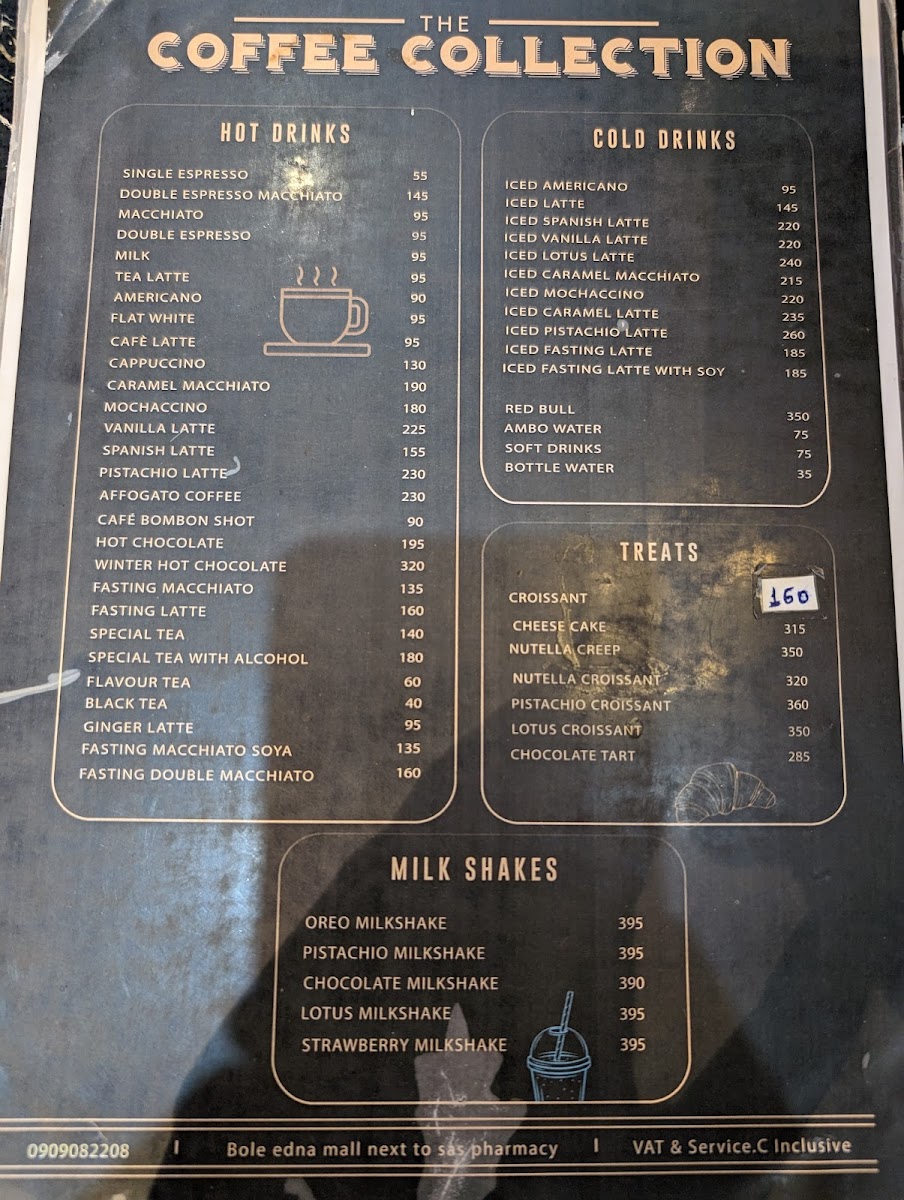 THE
COFFEE COLLECTION
HOT DRINKS
SINGLE ESPRESSO 55
DOUBLE ESPRESSO MACCHIATO 145
MACCHIATO 95
DOUBLE ESPRESSO 95
MILK 95
TEA LATTE 95
AMERICANO 90
FLAT WHITE 95
CAFÈ LATTE 95
CAPPUCCINO 130
CARAMEL MACCHIATO 190
MOCHACCINO 180
VANILLA LATTE 225
SPANISH LATTE 155
PISTACHIO LATTE 230
AFFOGATO COFFEE 230
CAFÉ BOMBON SHOT 90
HOT CHOCOLATE 195
WINTER HOT CHOCOLATE 320
FASTING MACCHIATO 135
FASTING LATTE 160
SPECIAL TEA 140
SPECIAL TEA WITH ALCOHOL 180
FLAVOUR TEA 60
BLACK TEA 40
GINGER LATTE 95
FASTING MACCHIATO SOYA 135
FASTING DOUBLE MACCHIATO 160
COLD DRINKS
ICED AMERICANO 95
ICED LATTE 145
ICED SPANISH LATTE 220
ICED VANILLA LATTE 220
ICED LOTUS LATTE 240
ICED CARAMEL MACCHIATO 215
ICED MOCHACCINO 220
ICED CARAMEL LATTE 235
ICED PISTACHIO LATTE 260
ICED FASTING LATTE 185
ICED FASTING LATTE WITH SOY 185
RED BULL 350
AMBO WATER 75
SOFT DRINKS 75
BOTTLE WATER 35
TREATS
CROISSANT 160
CHEESE CAKE 315
NUTELLA CREEP 350
NUTELLA CROISSANT 320
PISTACHIO CROISSANT 360
LOTUS CROISSANT 350
CHOCOLATE TART 285
MILK SHAKES
OREO MILKSHAKE 395
PISTACHIO MILKSHAKE 395
CHOCOLATE MILKSHAKE 390
LOTUS MILKSHAKE 395
STRAWBERRY MILKSHAKE 395
0909082208 | Bole edna mall next to sas pharmacy | VAT & Service.C Inclusive